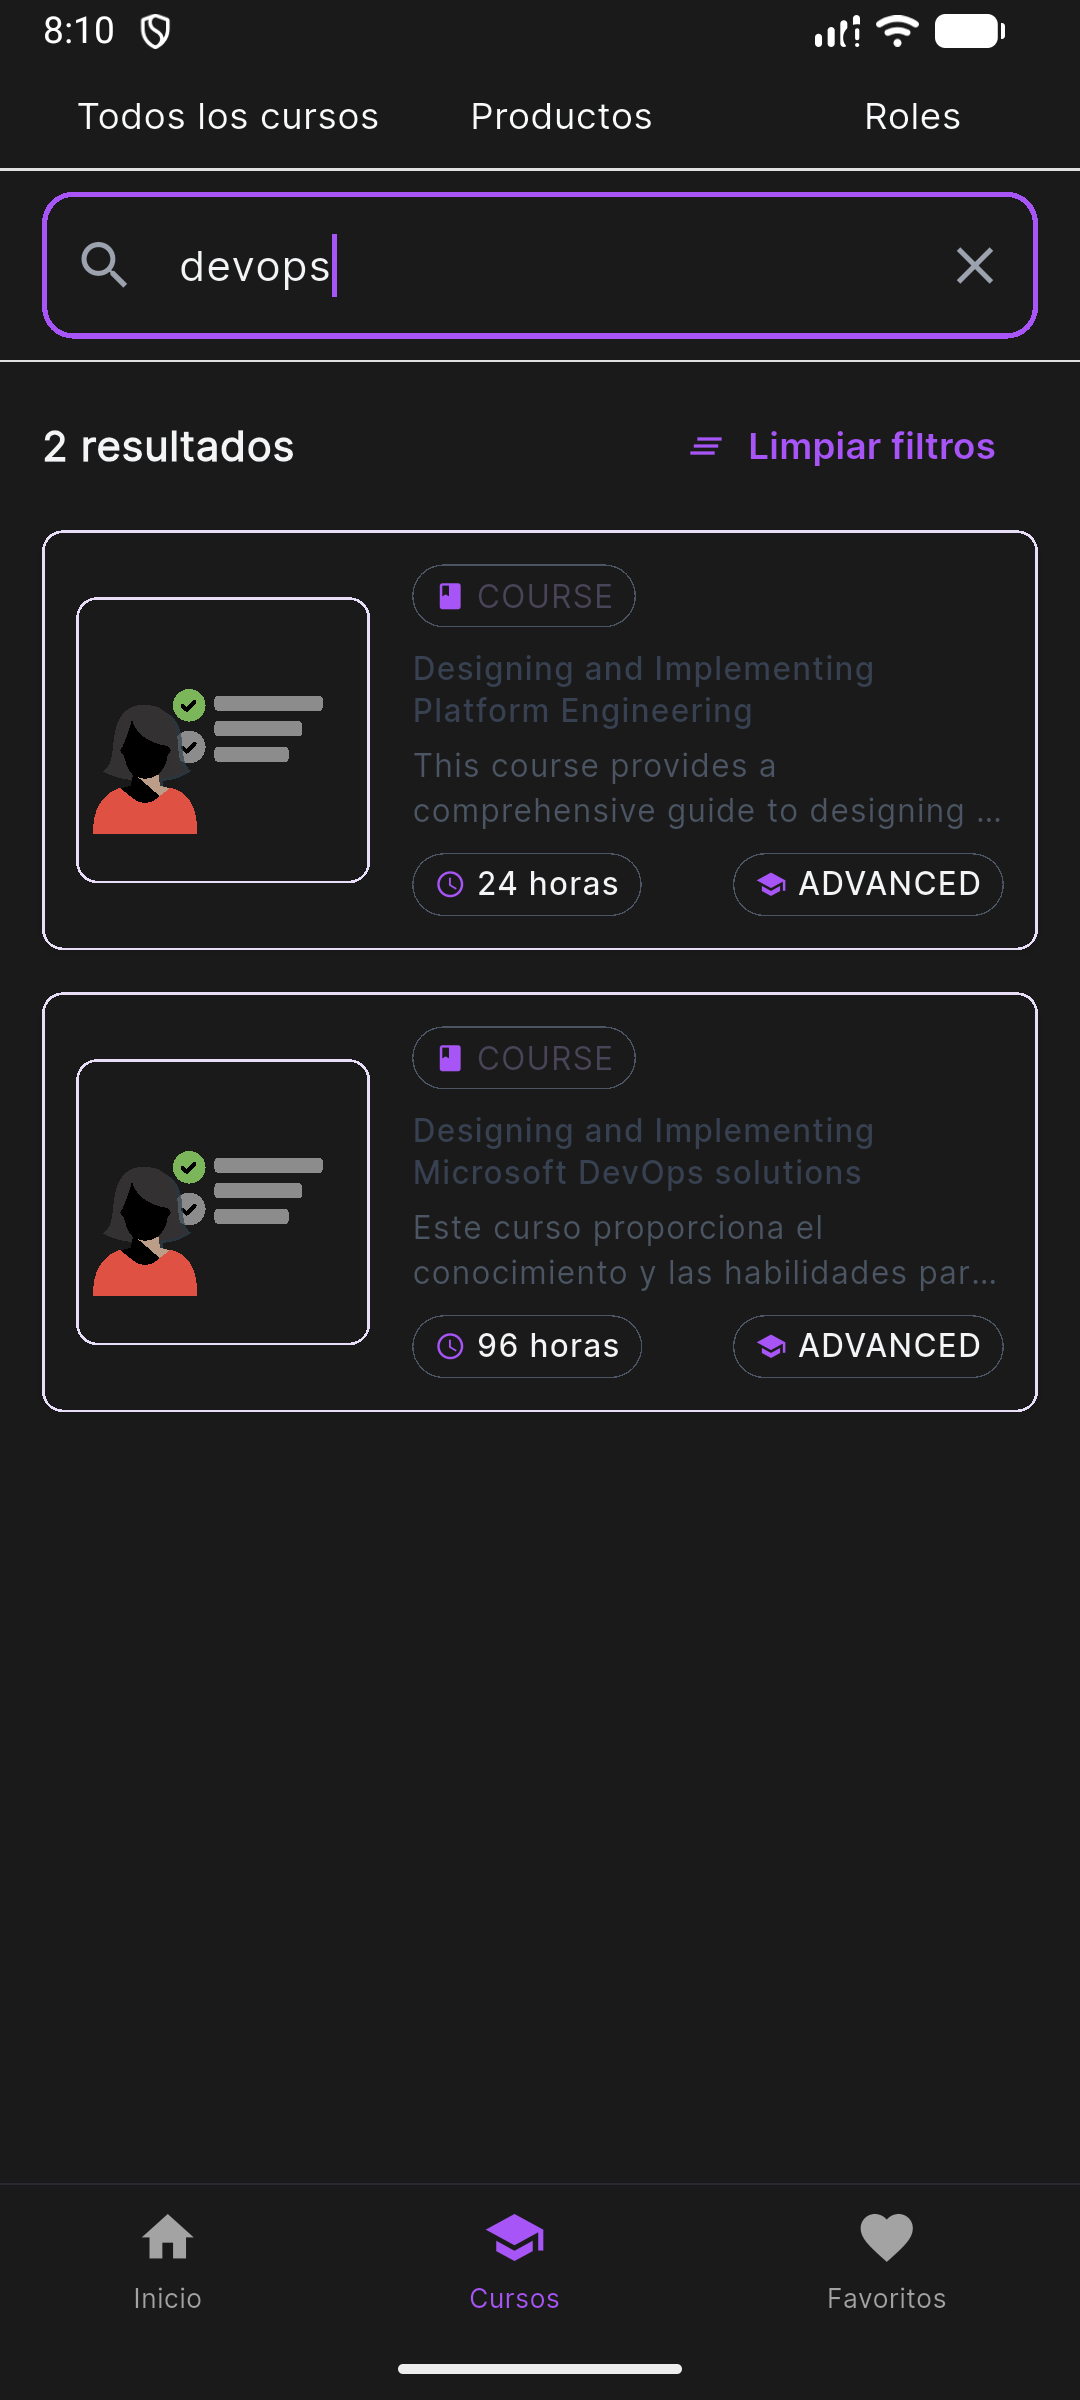 8:10
Todos los cursos
Productos
Roles
devops
2 resultados
Limpiar filtros
COURSE
Designing and Implementing
Platform Engineering
This course provides a
comprehensive guide to designing ...
24 horas
ADVANCED
COURSE
Designing and Implementing
Microsoft DevOps solutions
Este curso proporciona el
conocimiento y las habilidades par...
96 horas
ADVANCED
Inicio
Cursos
Favoritos